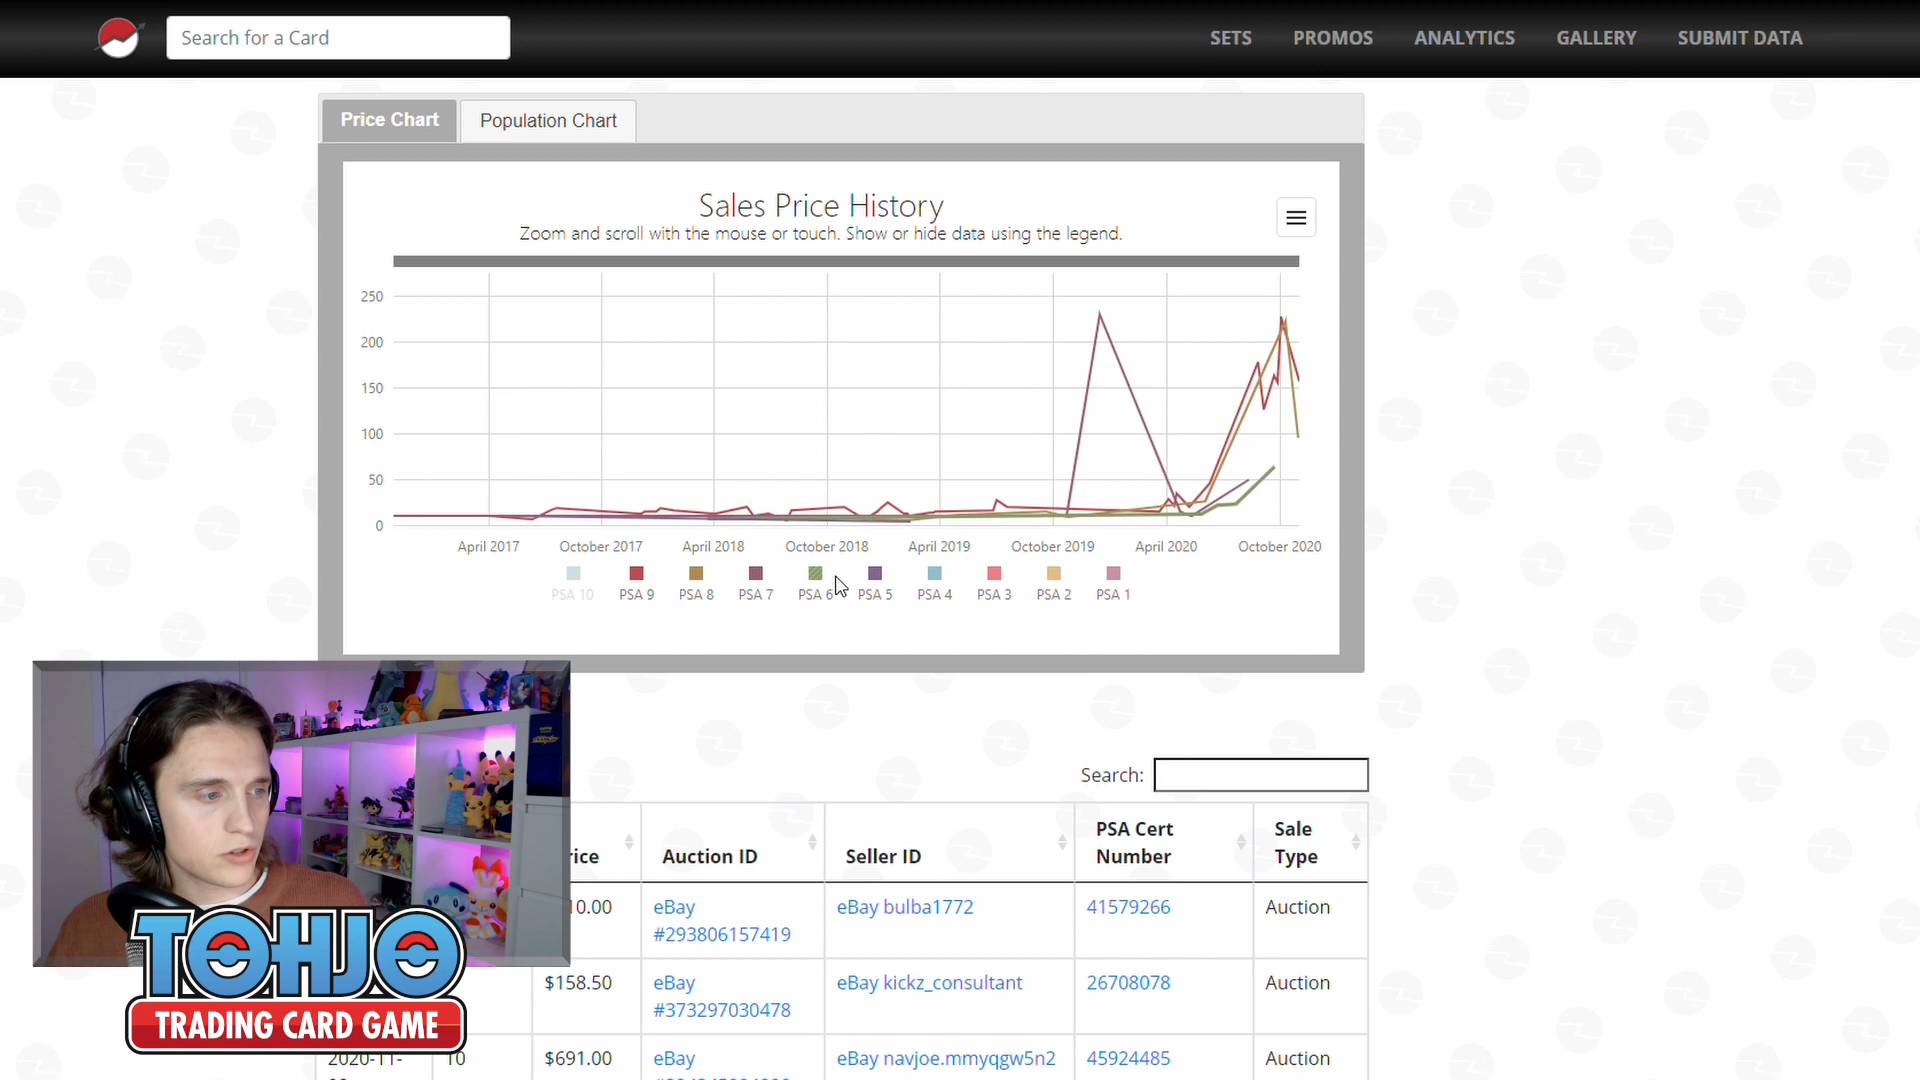 Search for a Card
SETS PROMOS ANALYTICS GALLERY SUBMIT DATA
Price Chart Population Chart
Sales Price History
Zoom and scroll with the mouse or touch. Show or hide data using the legend.
250
200
150
100
50
0
April 2017 October 2017 April 2018 October 2018 April 2019 October 2019 April 2020 October 2020
PSA 10 PSA 9 PSA 8 PSA 7 PSA 6 PSA 5 PSA 4 PSA 3 PSA 2 PSA 1
Search:
rice Auction ID Seller ID PSA Cert Number Sale Type
10.00 eBay #293806157419 eBay bulba1772 41579266 Auction
$158.50 eBay #373297030478 eBay kickz_consultant 26708078 Auction
2020-11- 10 $691.00 eBay eBay navjoe.mmyqgw5n2 45924485 Auction
TOHJO
TRADING CARD GAME